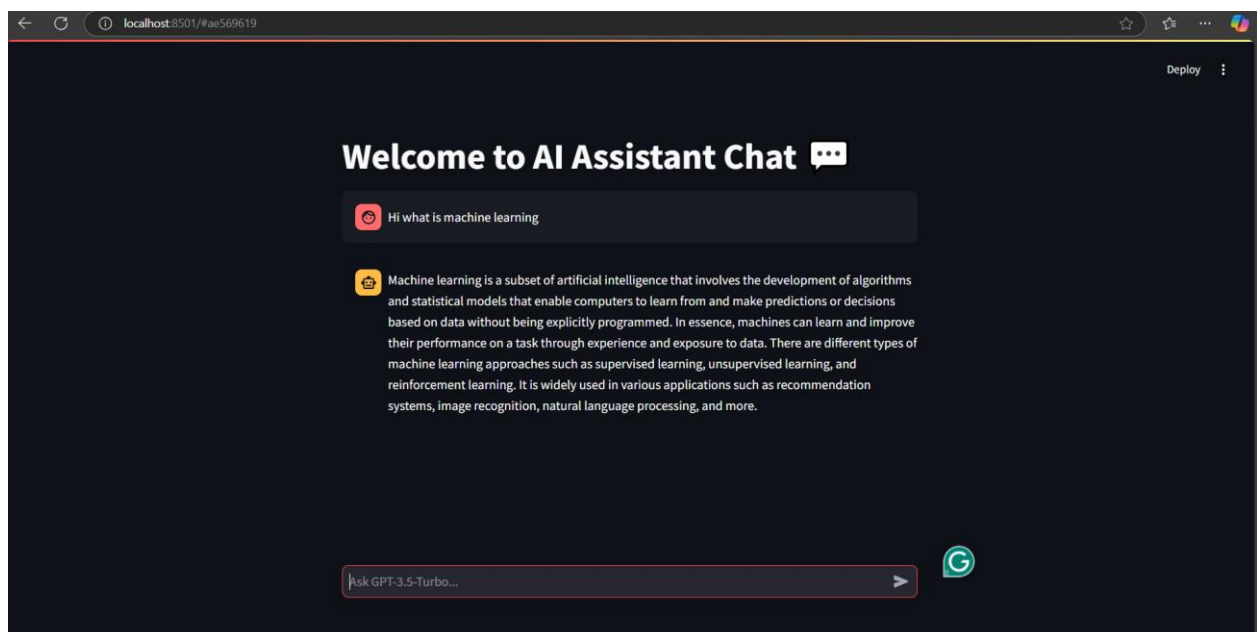 localhost:8501/#ae569619
Deploy
Welcome to AI Assistant Chat
Hi what is machine learning
Machine learning is a subset of artificial intelligence that involves the development of algorithms
and statistical models that enable computers to learn from and make predictions or decisions
based on data without being explicitly programmed. In essence, machines can learn and improve
their performance on a task through experience and exposure to data. There are different types of
machine learning approaches such as supervised learning, unsupervised learning, and
reinforcement learning. It is widely used in various applications such as recommendation
systems, image recognition, natural language processing, and more.
Ask GPT-3.5-Turbo...